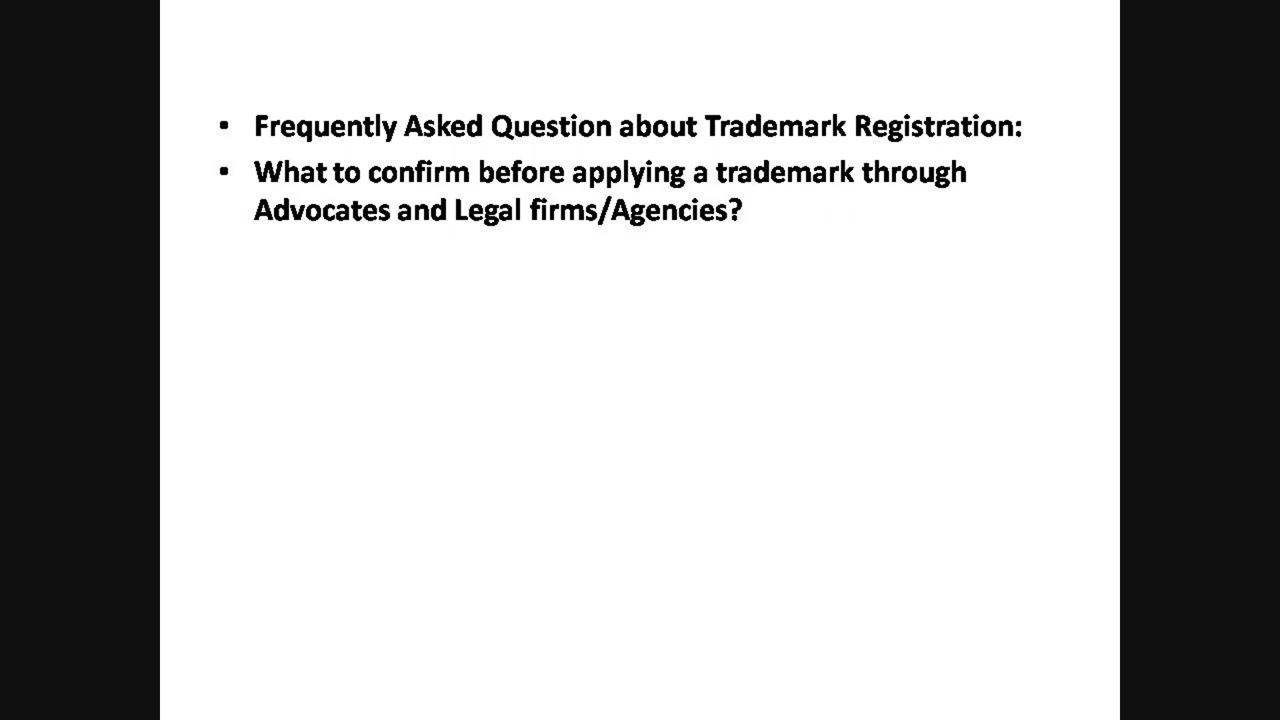 • Frequently Asked Question about Trademark Registration:
• What to confirm before applying a trademark through
Advocates and Legal firms/Agencies?